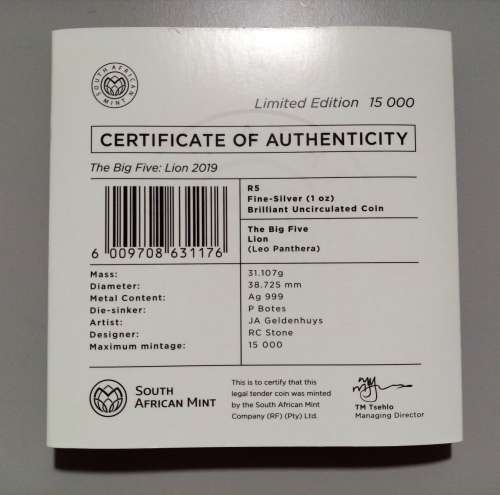 SOUTH AFRICAN MINT
Limited Edition 15 000
CERTIFICATE OF AUTHENTICITY
The Big Five: Lion 2019
R5
Fine-Silver (1 oz)
Brilliant Uncirculated Coin
The Big Five
Lion
(Leo Panthera)
6 009708 631176
Mass: 31.107g
Diameter: 38.725 mm
Metal Content: Ag 999
Die-sinker: P Botes
Artist: JA Geldenhuys
Designer: RC Stone
Maximum mintage: 15 000
SOUTH
AFRICAN MINT
This is to certify that this
legal tender coin was minted
by the South African Mint
Company (RF) (Pty) Ltd.
TM Tsehlo
Managing Director